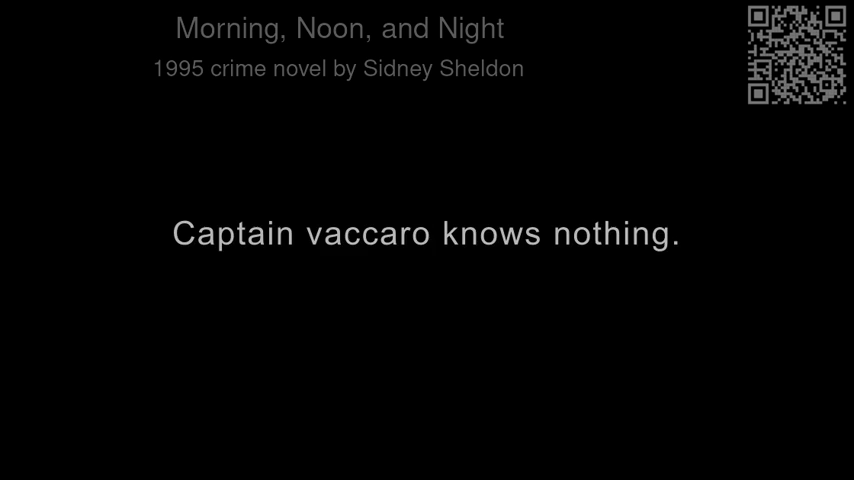 Morning, Noon, and Night
1995 crime novel by Sidney Sheldon
Captain vaccaro knows nothing.